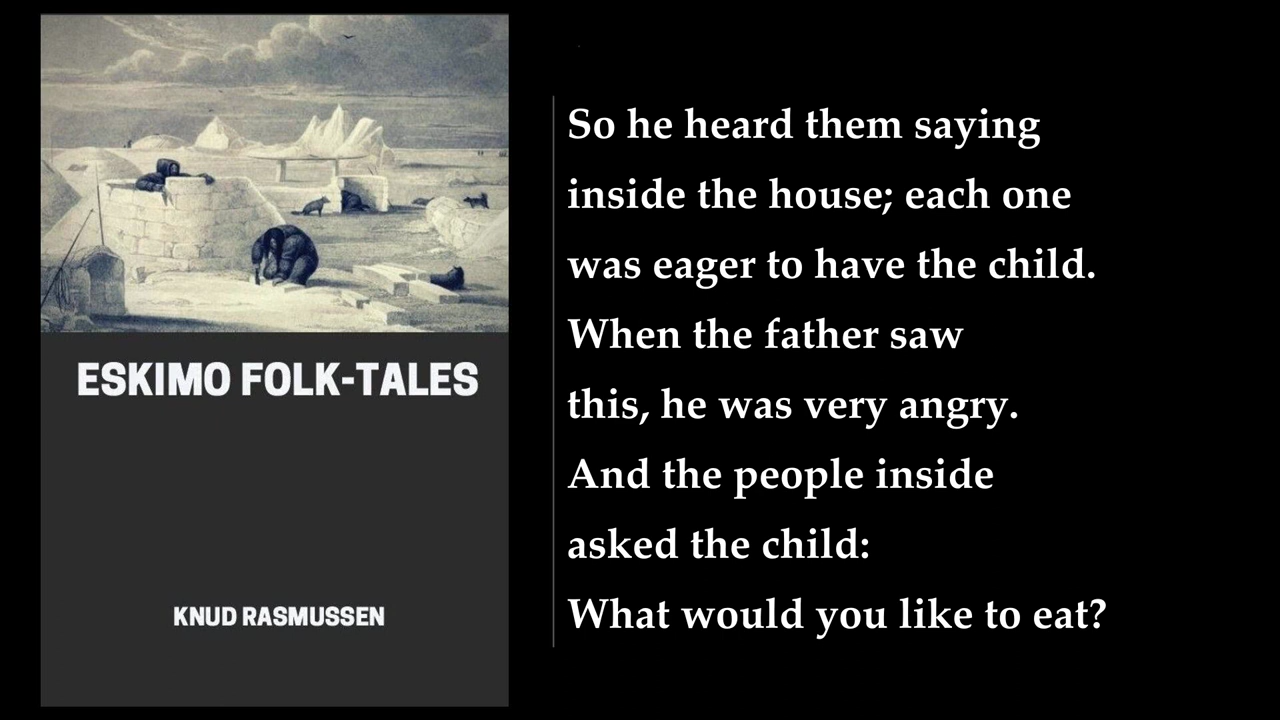 ESKIMO FOLK-TALES
KNUD RASMUSSEN
So he heard them saying
inside the house; each one
was eager to have the child.
When the father saw
this, he was very angry.
And the people inside
asked the child:
What would you like to eat?